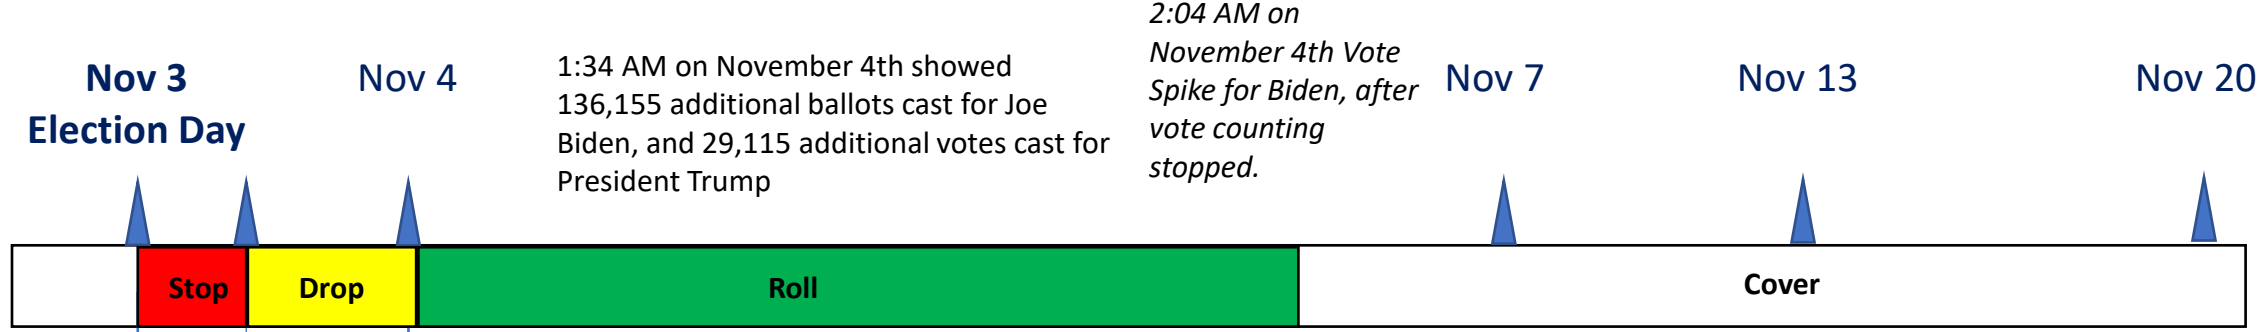 Nov 3
Election Day
Nov 4
1:34 AM on November 4th showed
136,155 additional ballots cast for Joe
Biden, and 29,115 additional votes cast for
President Trump
2:04 AM on
November 4th Vote
Spike for Biden, after
vote counting
stopped.
Nov 7
Nov 13
Nov 20
Stop
Drop
Roll
Cover